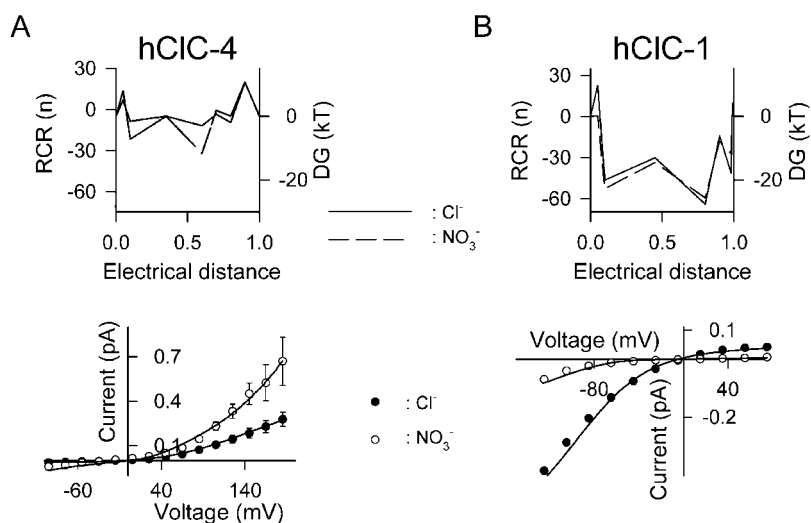 A
hClC-4
30
0
-30
-60
RCR (n)
0
-20
DG (kT)
0.0 0.5 1.0
Electrical distance
B
hClC-1
30
0
-30
-60
RCR (n)
0
-20
DG (kT)
0.0 0.5 1.0
Electrical distance
: Cl⁻
: NO₃⁻
Current (pA)
0.7
0.4
0.1
-60 40 140
Voltage (mV)
: Cl⁻
: NO₃⁻
Voltage (mV)
0.1
-80 40
-0.2
Current (pA)